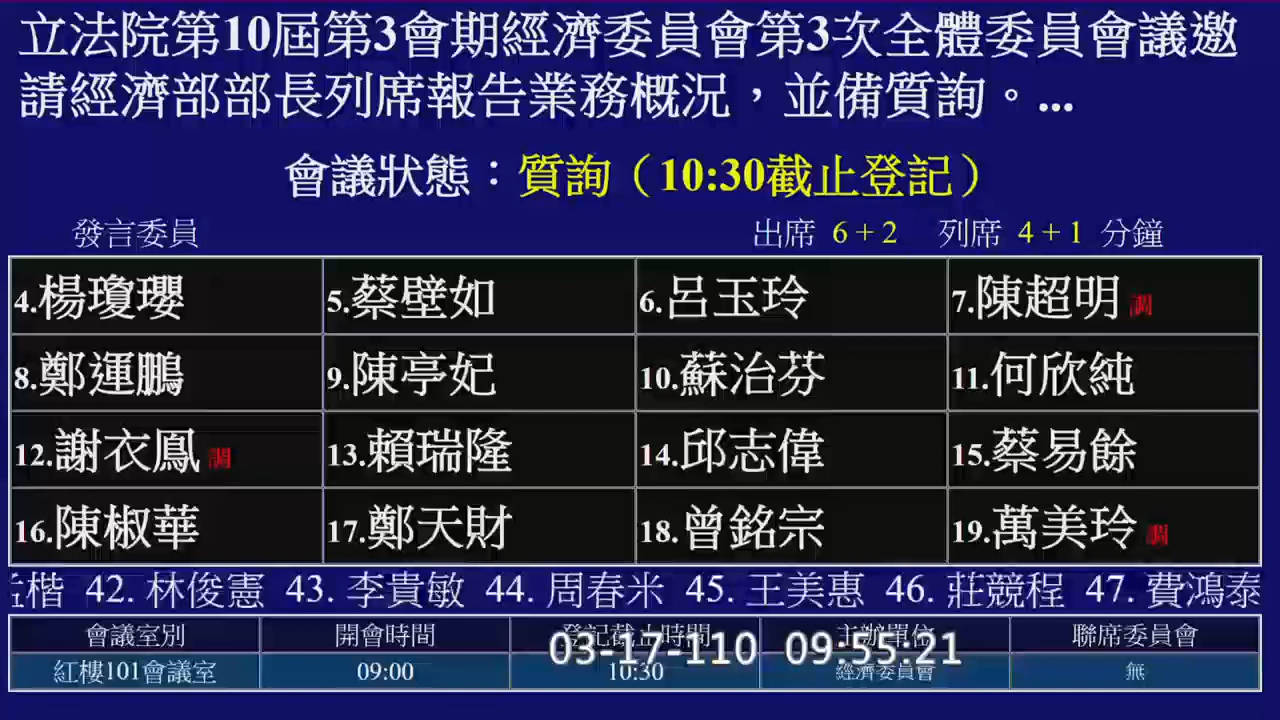 立法院第10屆第3會期經濟委員會第3次全體委員會議邀
請經濟部部長列席報告業務概況，並備質詢。...
會議狀態：質詢（10:30截止登記）
發言委員 出席 6 + 2 列席 4 + 1 分鐘
4.楊瓊瓔 5.蔡壁如 6.呂玉玲 7.陳超明 調
8.鄭運鵬 9.陳亭妃 10.蘇治芬 11.何欣純
12.謝衣鳳 調 13.賴瑞隆 14.邱志偉 15.蔡易餘
16.陳椒華 17.鄭天財 18.曾銘宗 19.萬美玲 調
楷 42. 林俊憲 43. 李貴敏 44. 周春米 45. 王美惠 46. 莊競程 47. 費鴻泰
會議室別 開會時間 登記截止時間 主辦單位 聯席委員會
03-17-110 09:55:21
紅樓101會議室 09:00 10:30 經濟委員會 無